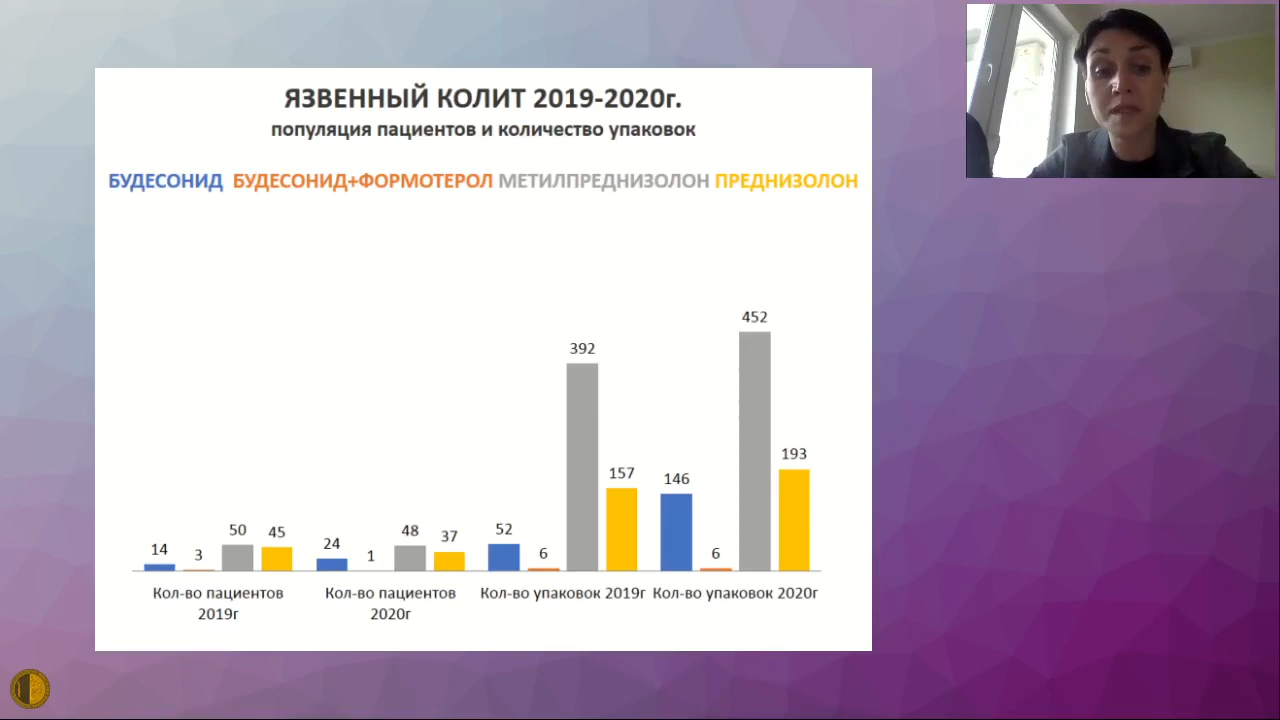 ЯЗВЕННЫЙ КОЛИТ 2019-2020г.
популяция пациентов и количество упаковок
БУДЕСОНИД БУДЕСОНИД+ФОРМОТЕРОЛ МЕТИЛПРЕДНИЗОЛОН ПРЕДНИЗОЛОН
14 3 50 45
24 1 48 37
52 6 392 157
146 6 452 193
Кол-во пациентов
2019г
Кол-во пациентов
2020г
Кол-во упаковок 2019г
Кол-во упаковок 2020г